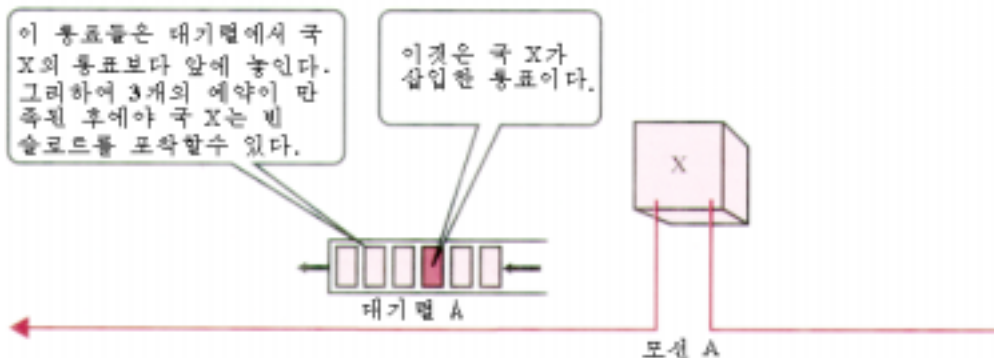 이 통표들은 대기렬에서 국
X의 통표보다 앞에 놓인다.
그리하여 3개의 예약이 만
족된 후에야 국 X는 빈
슬로트를 포착할수 있다.
이것은 국 X가
삽입한 통표이다.
X
대기렬 A
모선 A